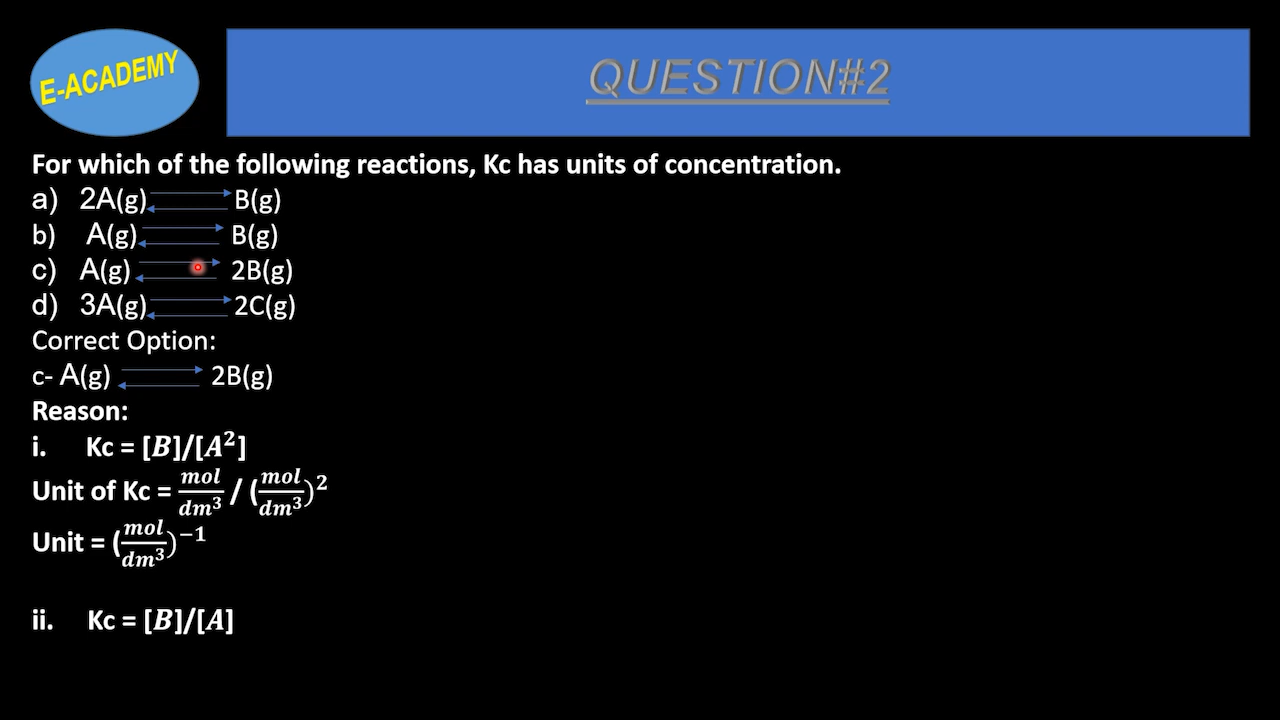 E-ACADEMY
QUESTION#2
For which of the following reactions, Kc has units of concentration.
a) 2A(g) ⇌ B(g)
b) A(g) ⇌ B(g)
c) A(g) ⇌ 2B(g)
d) 3A(g) ⇌ 2C(g)
Correct Option:
c- A(g) ⇌ 2B(g)
Reason:
i. Kc = [B]/[A²]
Unit of Kc = mol/dm³ / (mol/dm³)²
Unit = (mol/dm³)⁻¹
ii. Kc = [B]/[A]